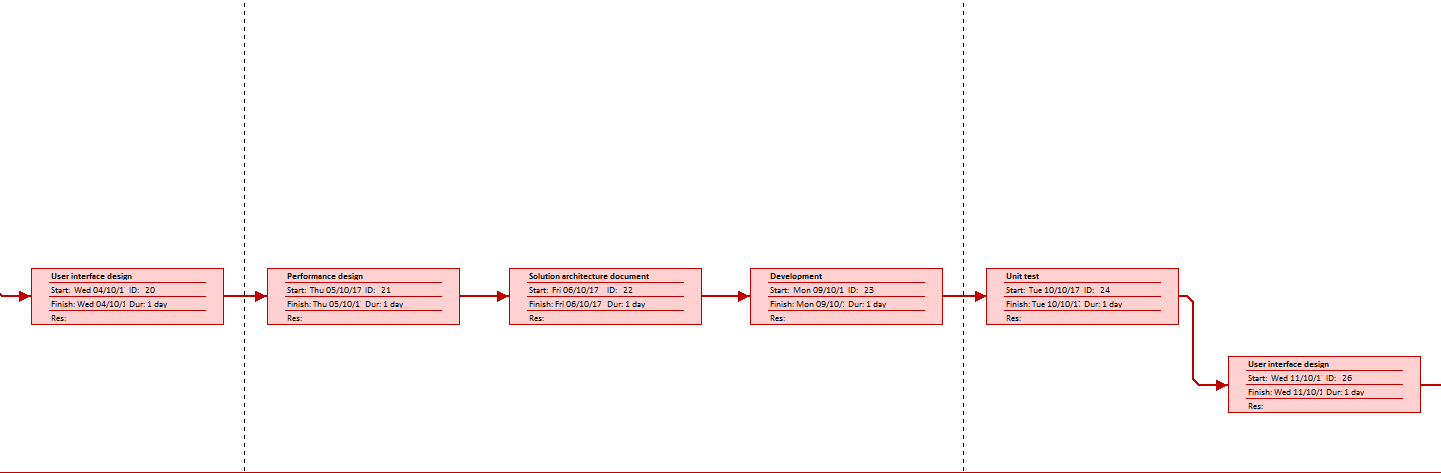 User interface design
Start: Wed 04/10/1 ID: 20
Finish: Wed 04/10/1 Dur: 1 day
Res:
Performance design
Start: Thu 05/10/17 ID: 21
Finish: Thu 05/10/1 Dur: 1 day
Res:
Solution architecture document
Start: Fri 06/10/17 ID: 22
Finish: Fri 06/10/17 Dur: 1 day
Res:
Development
Start: Mon 09/10/1 ID: 23
Finish: Mon 09/10/ Dur: 1 day
Res:
Unit test
Start: Tue 10/10/17 ID: 24
Finish: Tue 10/10/1 Dur: 1 day
Res:
User interface design
Start: Wed 11/10/1 ID: 26
Finish: Wed 11/10/1 Dur: 1 day
Res: